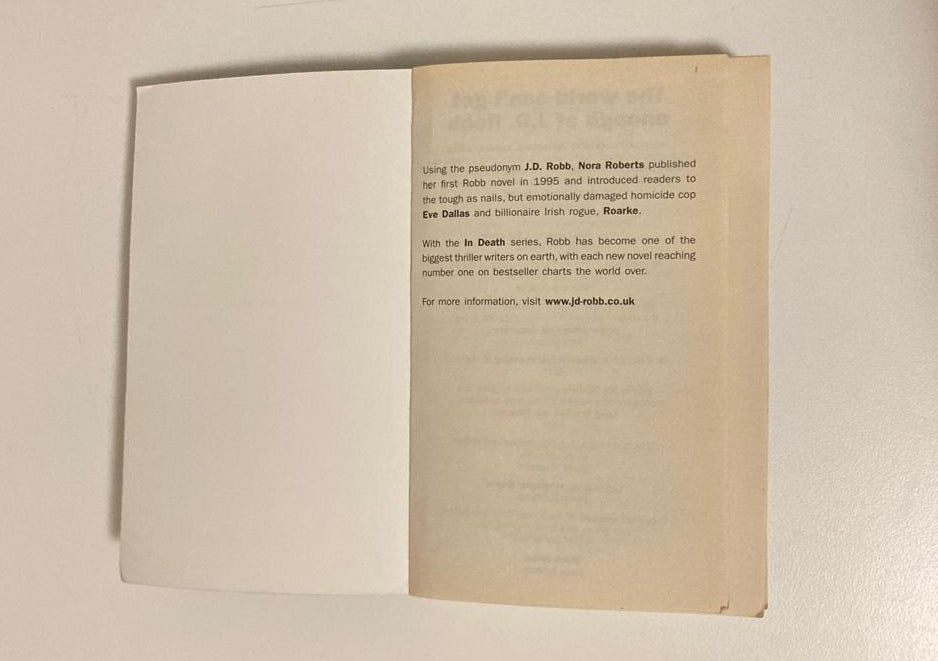 Using the pseudonym J.D. Robb, Nora Roberts published
her first Robb novel in 1995 and introduced readers to
the tough as nails, but emotionally damaged homicide cop
Eve Dallas and billionaire Irish rogue, Roarke.
With the In Death series, Robb has become one of the
biggest thriller writers on earth, with each new novel reaching
number one on bestseller charts the world over.
For more information, visit www.jd-robb.co.uk